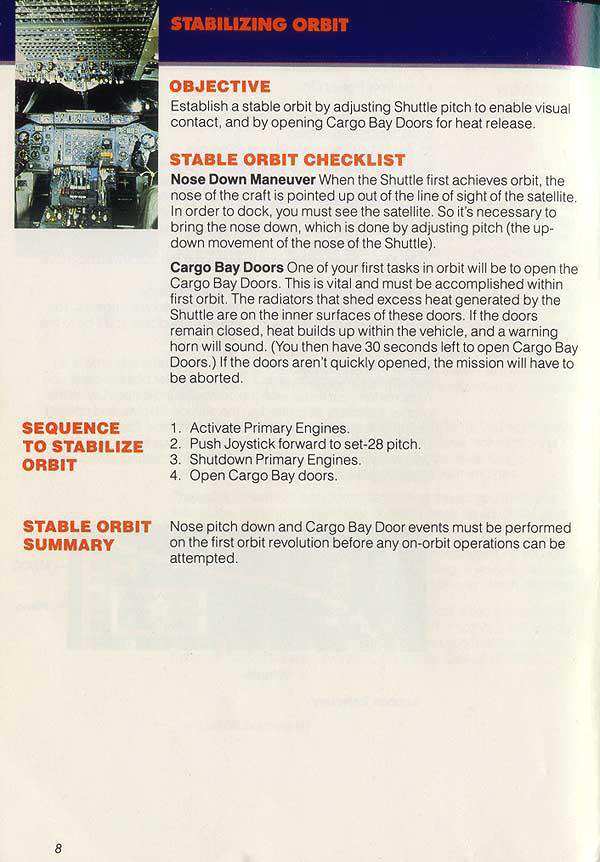 STABILIZING ORBIT
OBJECTIVE
Establish a stable orbit by adjusting Shuttle pitch to enable visual
contact, and by opening Cargo Bay Doors for heat release.
STABLE ORBIT CHECKLIST
Nose Down Maneuver When the Shuttle first achieves orbit, the
nose of the craft is pointed up out of the line of sight of the satellite.
In order to dock, you must see the satellite. So it's necessary to
bring the nose down, which is done by adjusting pitch (the up-
down movement of the nose of the Shuttle).
Cargo Bay Doors One of your first tasks in orbit will be to open the
Cargo Bay Doors. This is vital and must be accomplished within
first orbit. The radiators that shed excess heat generated by the
Shuttle are on the inner surfaces of these doors. If the doors
remain closed, heat builds up within the vehicle, and a warning
horn will sound. (You then have 30 seconds left to open Cargo Bay
Doors.) If the doors aren't quickly opened, the mission will have to
be aborted.
SEQUENCE
TO STABILIZE
ORBIT
1. Activate Primary Engines.
2. Push Joystick forward to set-28 pitch.
3. Shutdown Primary Engines.
4. Open Cargo Bay doors.
STABLE ORBIT
SUMMARY
Nose pitch down and Cargo Bay Door events must be performed
on the first orbit revolution before any on-orbit operations can be
attempted.
8